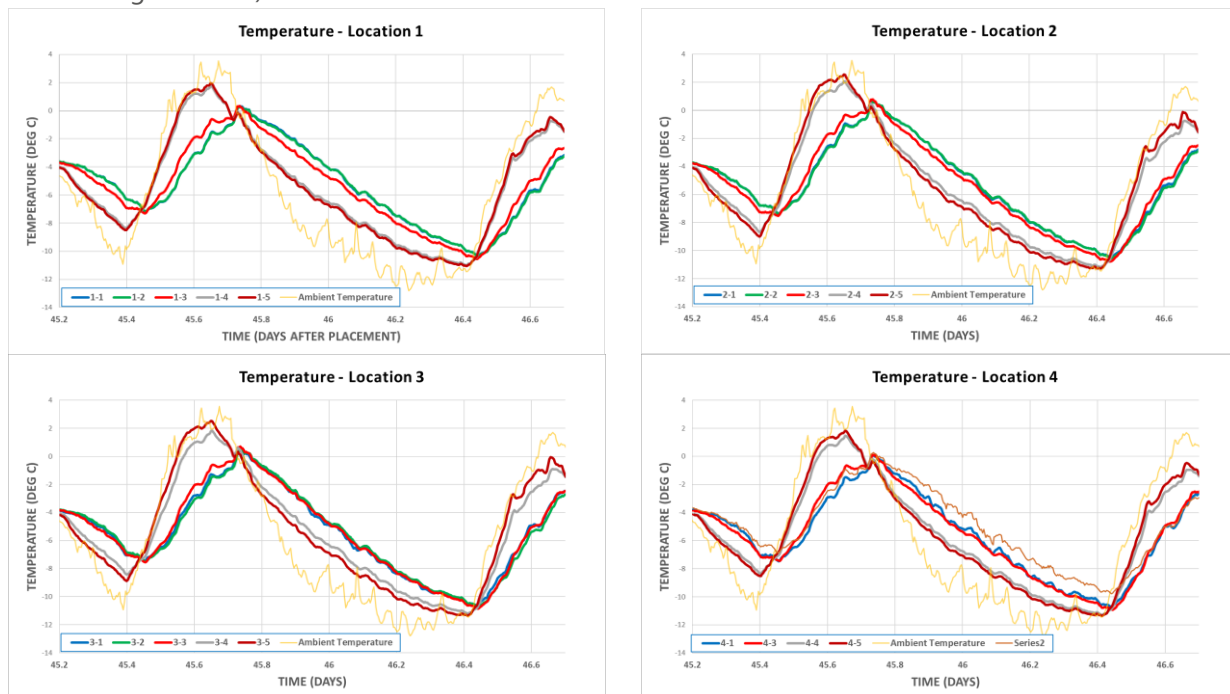 Temperature - Location 1
TEMPERATURE (DEG C)
4
2
0
-2
-4
-6
-8
-10
-12
-14
1-1 1-2 1-3 1-4 1-5 Ambient Temperature
45.2 45.4 45.6 45.8 46 46.2 46.4 46.6
TIME (DAYS AFTER PLACEMENT)
Temperature - Location 2
TEMPERATURE (DEG C)
4
2
0
-2
-4
-6
-8
-10
-12
-14
2-1 2-2 2-3 2-4 2-5 Ambient Temperature
45.2 45.4 45.6 45.8 46 46.2 46.4 46.6
TIME (DAYS)
Temperature - Location 3
TEMPERATURE (DEG C)
4
2
0
-2
-4
-6
-8
-10
-12
-14
3-1 3-2 3-3 3-4 3-5 Ambient Temperature
45.2 45.4 45.6 45.8 46 46.2 46.4 46.6
TIME (DAYS)
Temperature - Location 4
TEMPERATURE (DEG C)
4
2
0
-2
-4
-6
-8
-10
-12
-14
4-1 4-3 4-4 4-5 Ambient Temperature Series2
45.2 45.4 45.6 45.8 46 46.2 46.4 46.6
TIME (DAYS)